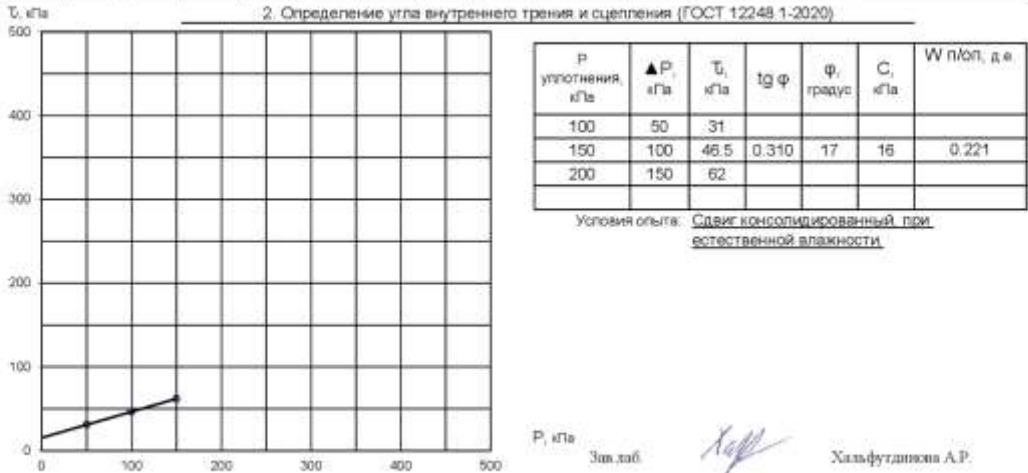 τ, кПа
2. Определение угла внутреннего трения и сцепления (ГОСТ 12248.1-2020)
500
400
300
200
100
0
0 100 200 300 400 500
P, кПа
P уплотнения, кПа ▲P, кПа τ, кПа tg φ φ, градус C, кПа W п/оп, д.е.
100 50 31
150 100 46.5 0.310 17 16 0.221
200 150 62
Условия опыта: Сдвиг консолидированный, при
естественной влажности.
Зав.лаб. Хальфутдинова А.Р.